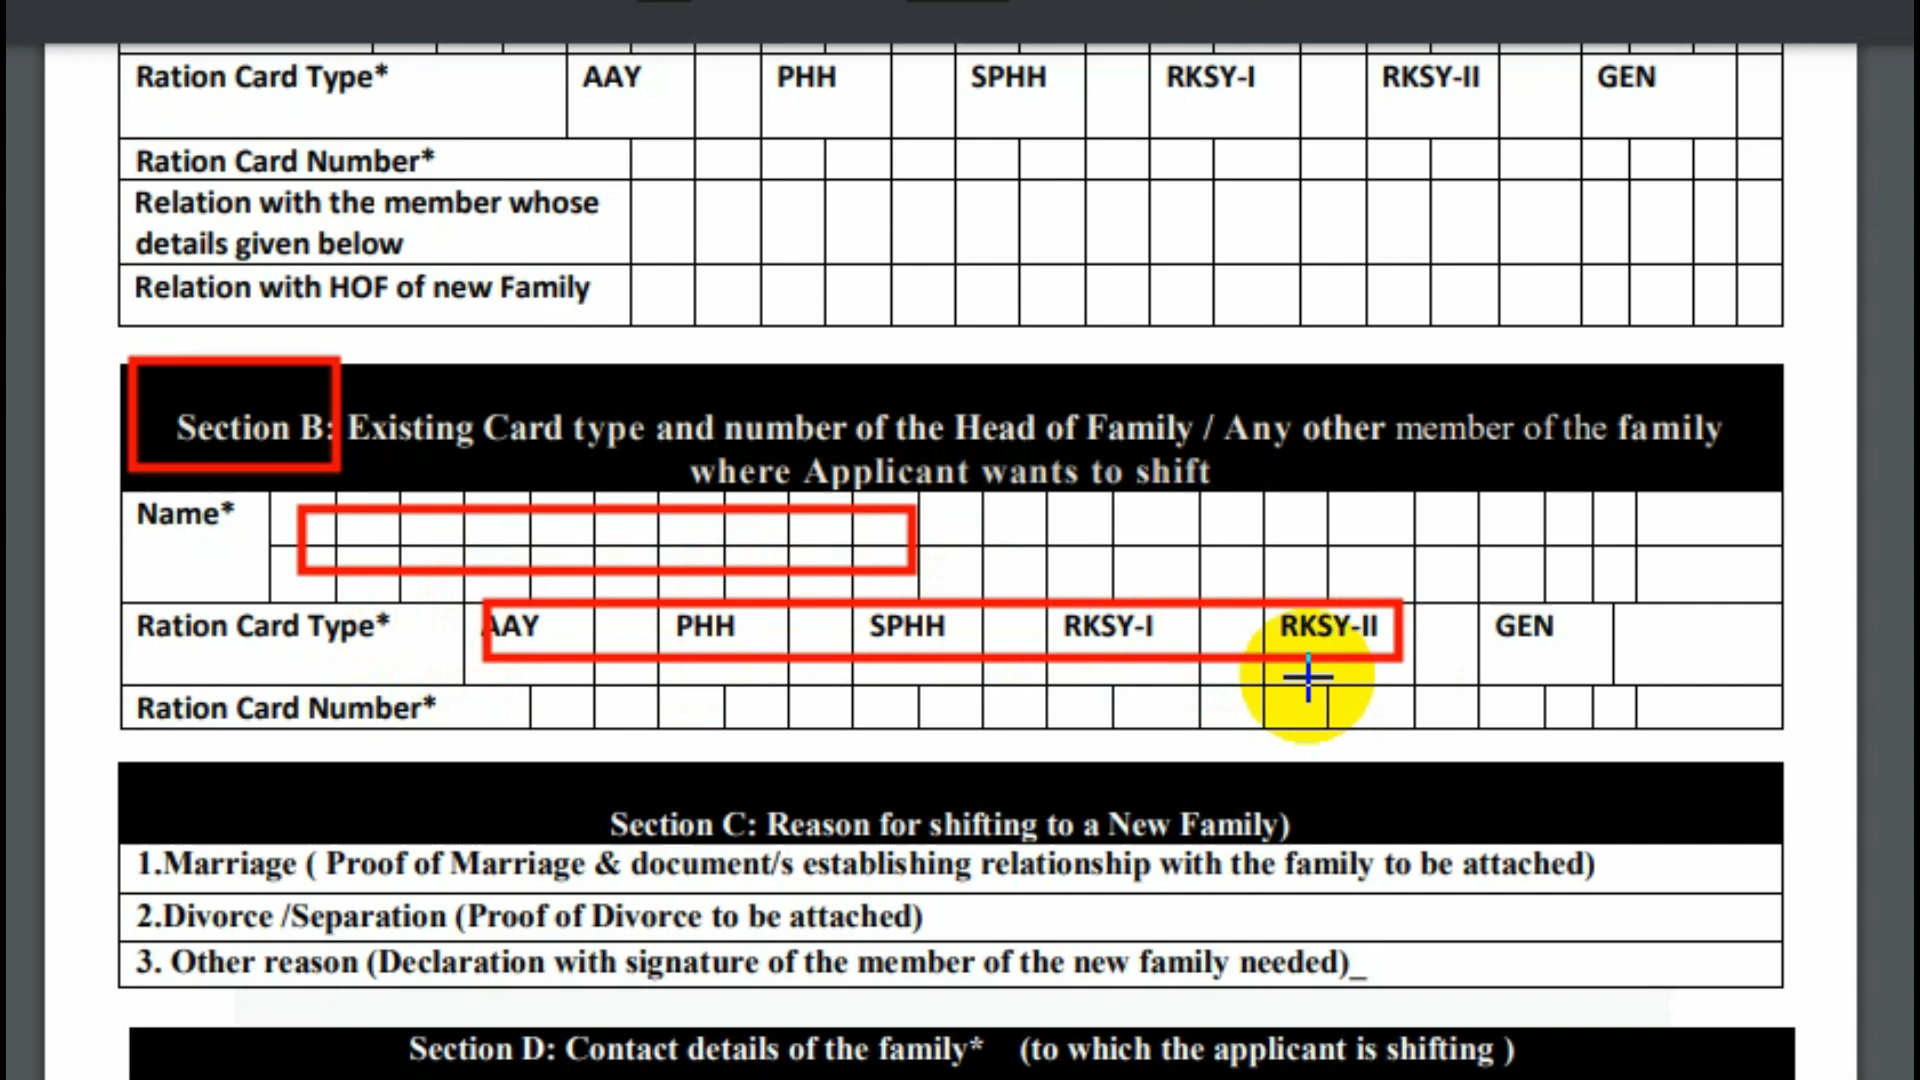 Ration Card Type* AAY PHH SPHH RKSY-I RKSY-II GEN
Ration Card Number*
Relation with the member whose
details given below
Relation with HOF of new Family
Section B: Existing Card type and number of the Head of Family / Any other member of the family
where Applicant wants to shift
Name*
Ration Card Type* AAY PHH SPHH RKSY-I RKSY-II GEN
Ration Card Number*
Section C: Reason for shifting to a New Family)
1.Marriage ( Proof of Marriage & document/s establishing relationship with the family to be attached)
2.Divorce /Separation (Proof of Divorce to be attached)
3. Other reason (Declaration with signature of the member of the new family needed)_
Section D: Contact details of the family* (to which the applicant is shifting )